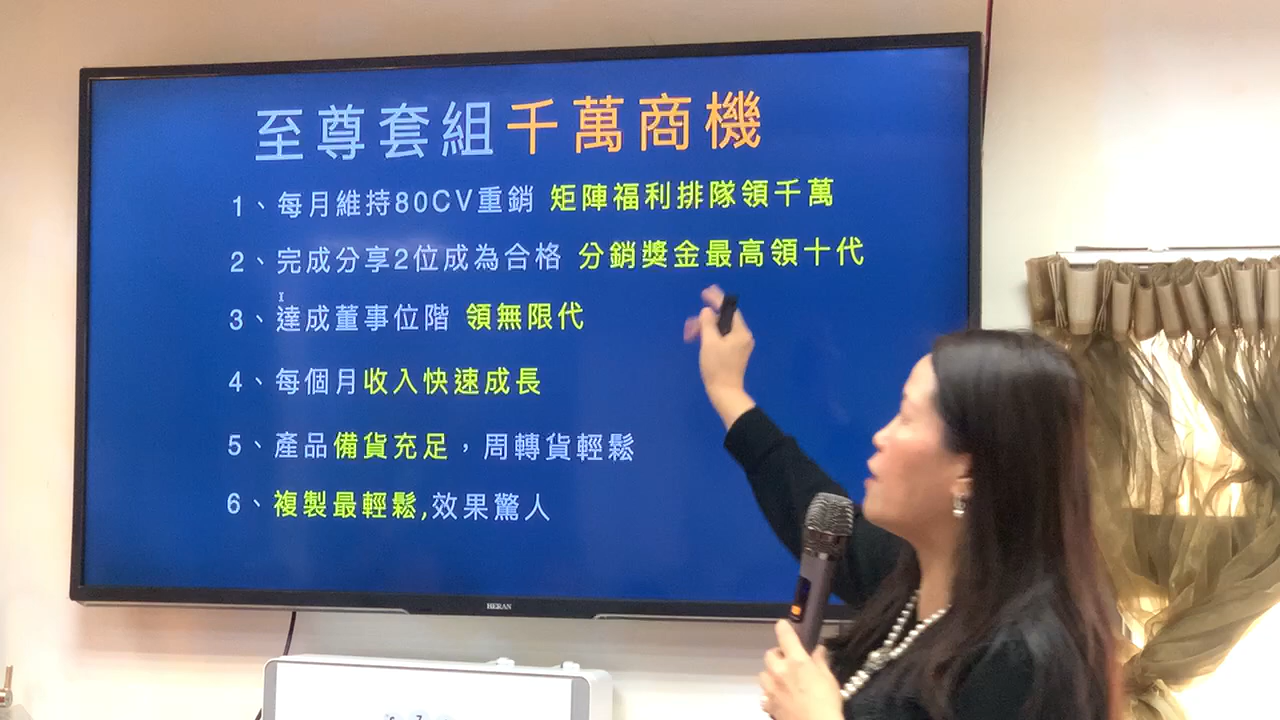 至尊套組千萬商機
1、每月維持80CV重銷 矩陣福利排隊領千萬
2、完成分享2位成為合格 分銷獎金最高領十代
3、達成董事位階 領無限代
4、每個月收入快速成長
5、產品備貨充足，周轉貨輕鬆
6、複製最輕鬆,效果驚人
HERAN